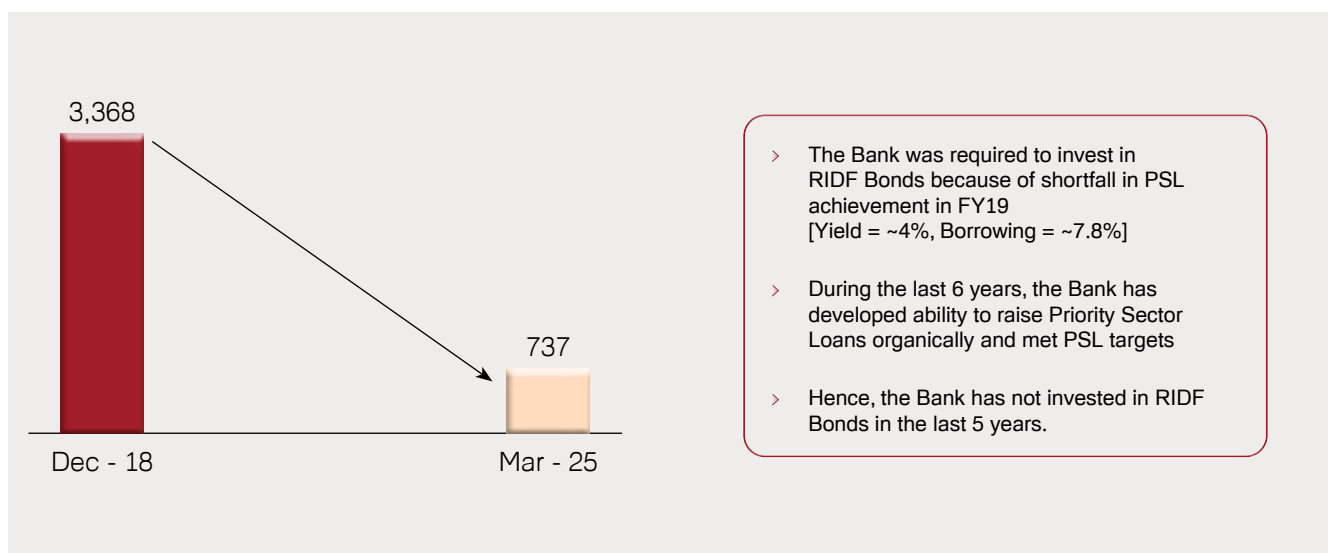 3,368
737
Dec - 18
Mar - 25
> The Bank was required to invest in
RIDF Bonds because of shortfall in PSL
achievement in FY19
[Yield = ~4%, Borrowing = ~7.8%]
> During the last 6 years, the Bank has
developed ability to raise Priority Sector
Loans organically and met PSL targets
> Hence, the Bank has not invested in RIDF
Bonds in the last 5 years.